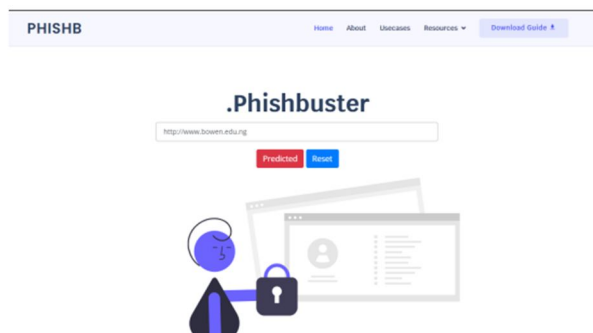 PHISHB
Home About Usecases Resources Download Guide
.Phishbuster
http://www.bowen.edu.ng
Predicted Reset